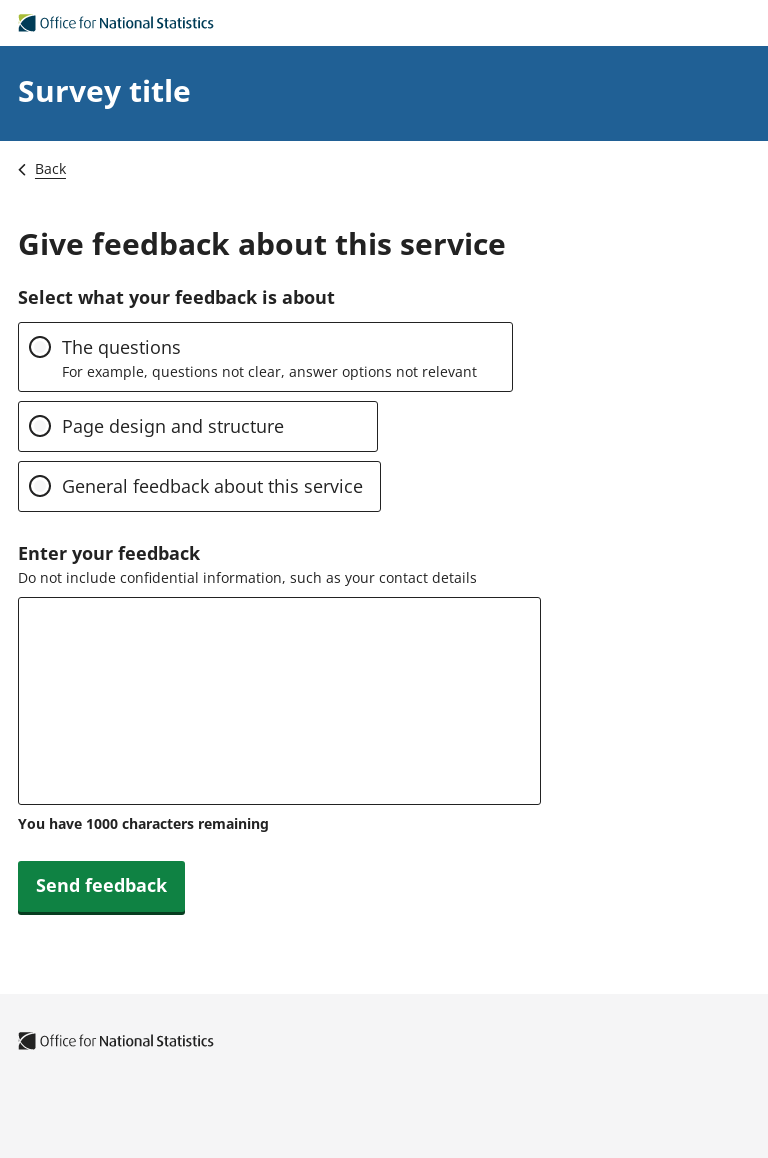 Office for National Statistics
Survey title
Back
Give feedback about this service
Select what your feedback is about
The questions
For example, questions not clear, answer options not relevant
Page design and structure
General feedback about this service
Enter your feedback
Do not include confidential information, such as your contact details
You have 1000 characters remaining
Send feedback
Office for National Statistics